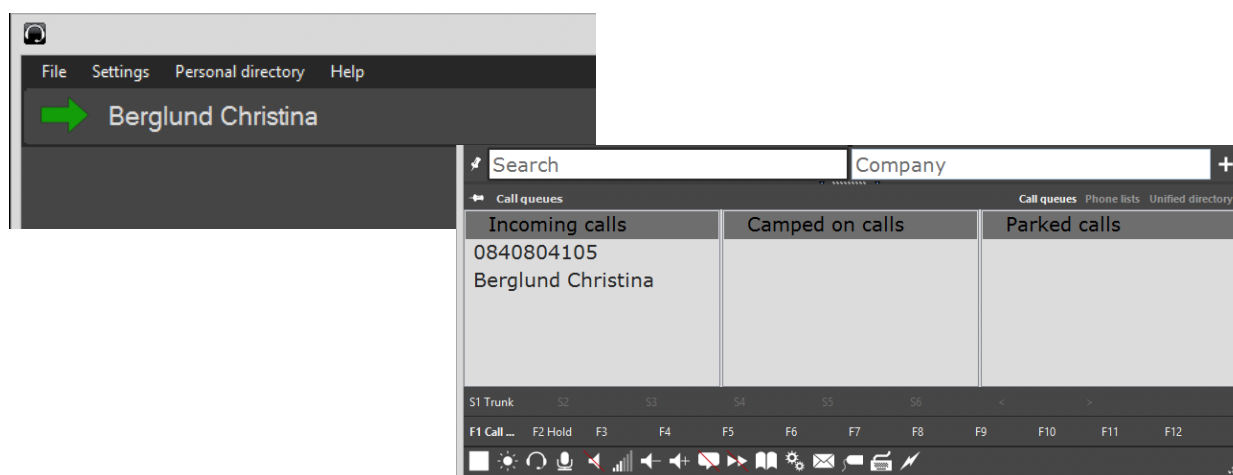 File Settings Personal directory Help
Berglund Christina
Search Company
Call queues Call queues Phone lists Unified directory
Incoming calls Camped on calls Parked calls
0840804105
Berglund Christina
S1 Trunk S2 S3 S4 S5 S6 < >
F1 Call ... F2 Hold F3 F4 F5 F6 F7 F8 F9 F10 F11 F12